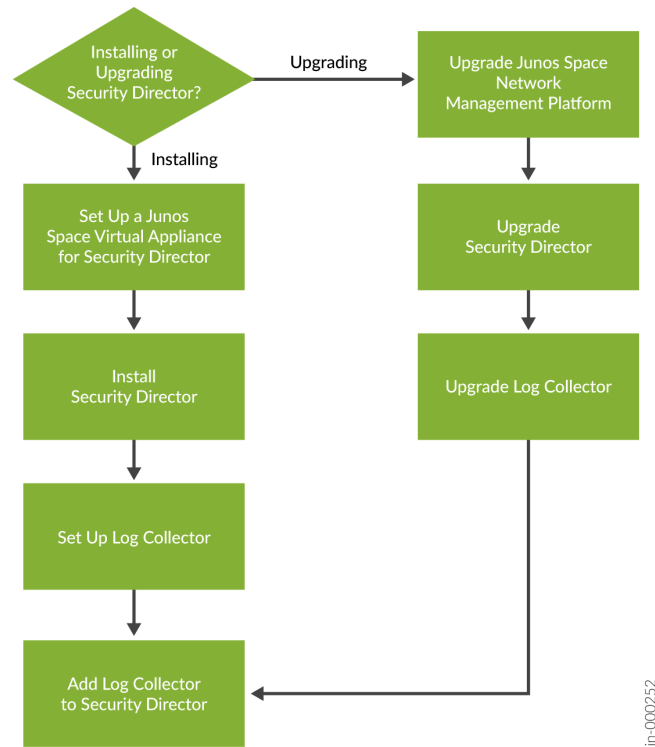 Installing or
Upgrading
Security Director?
Upgrading
Upgrade Junos Space
Network
Management Platform
Installing
Set Up a Junos
Space Virtual Appliance
for Security Director
Upgrade
Security Director
Install
Security Director
Upgrade Log Collector
Set Up Log Collector
Add Log Collector
to Security Director
jn-000252